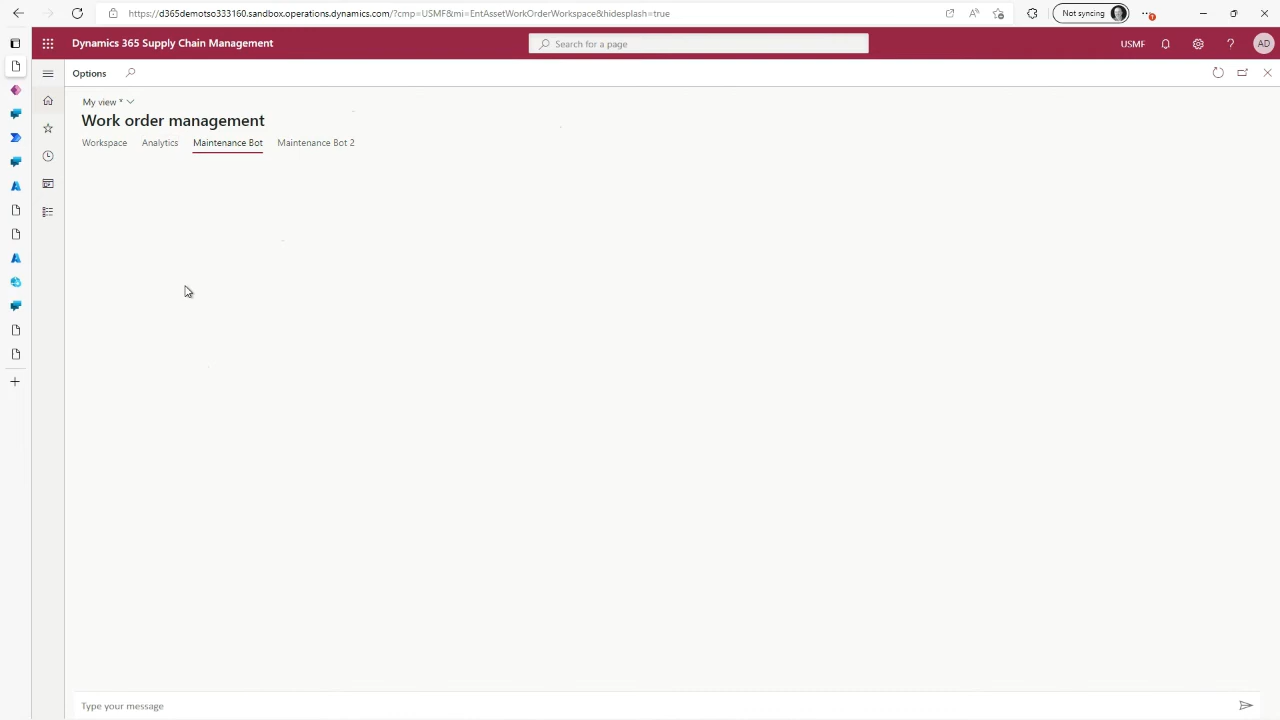 https://d365demotso333160.sandbox.operations.dynamics.com/?cmp=USMF&mi=EntAssetWorkOrderWorkspace&hidesplash=true
Not syncing
Dynamics 365 Supply Chain Management
Search for a page
USMF
AD
Options
My view *
Work order management
Workspace
Analytics
Maintenance Bot
Maintenance Bot 2
Type your message